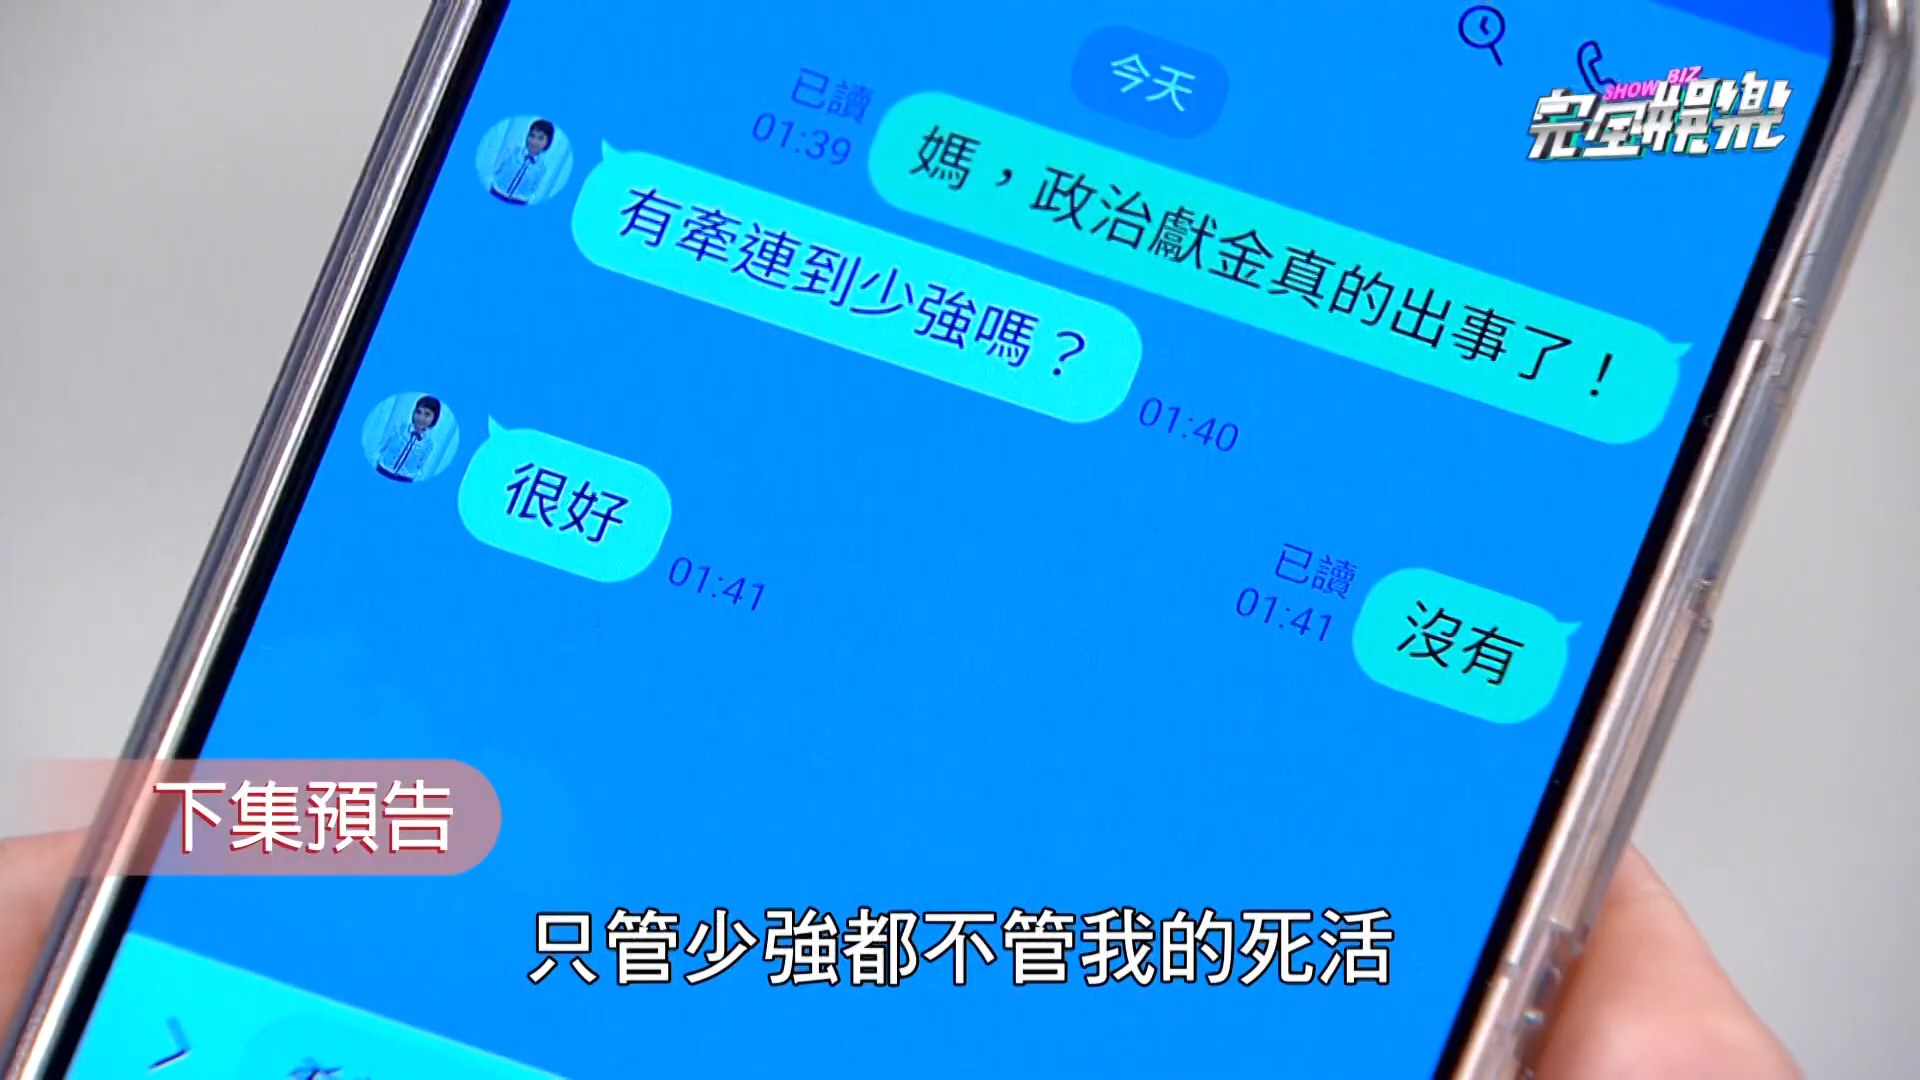 SHOW BIZ
完全娛樂
今天
已讀
01:39
媽，政治獻金真的出事了！
有牽連到少強嗎？
01:40
已讀
01:41
沒有
很好
01:41
下集預告
只管少強都不管我的死活